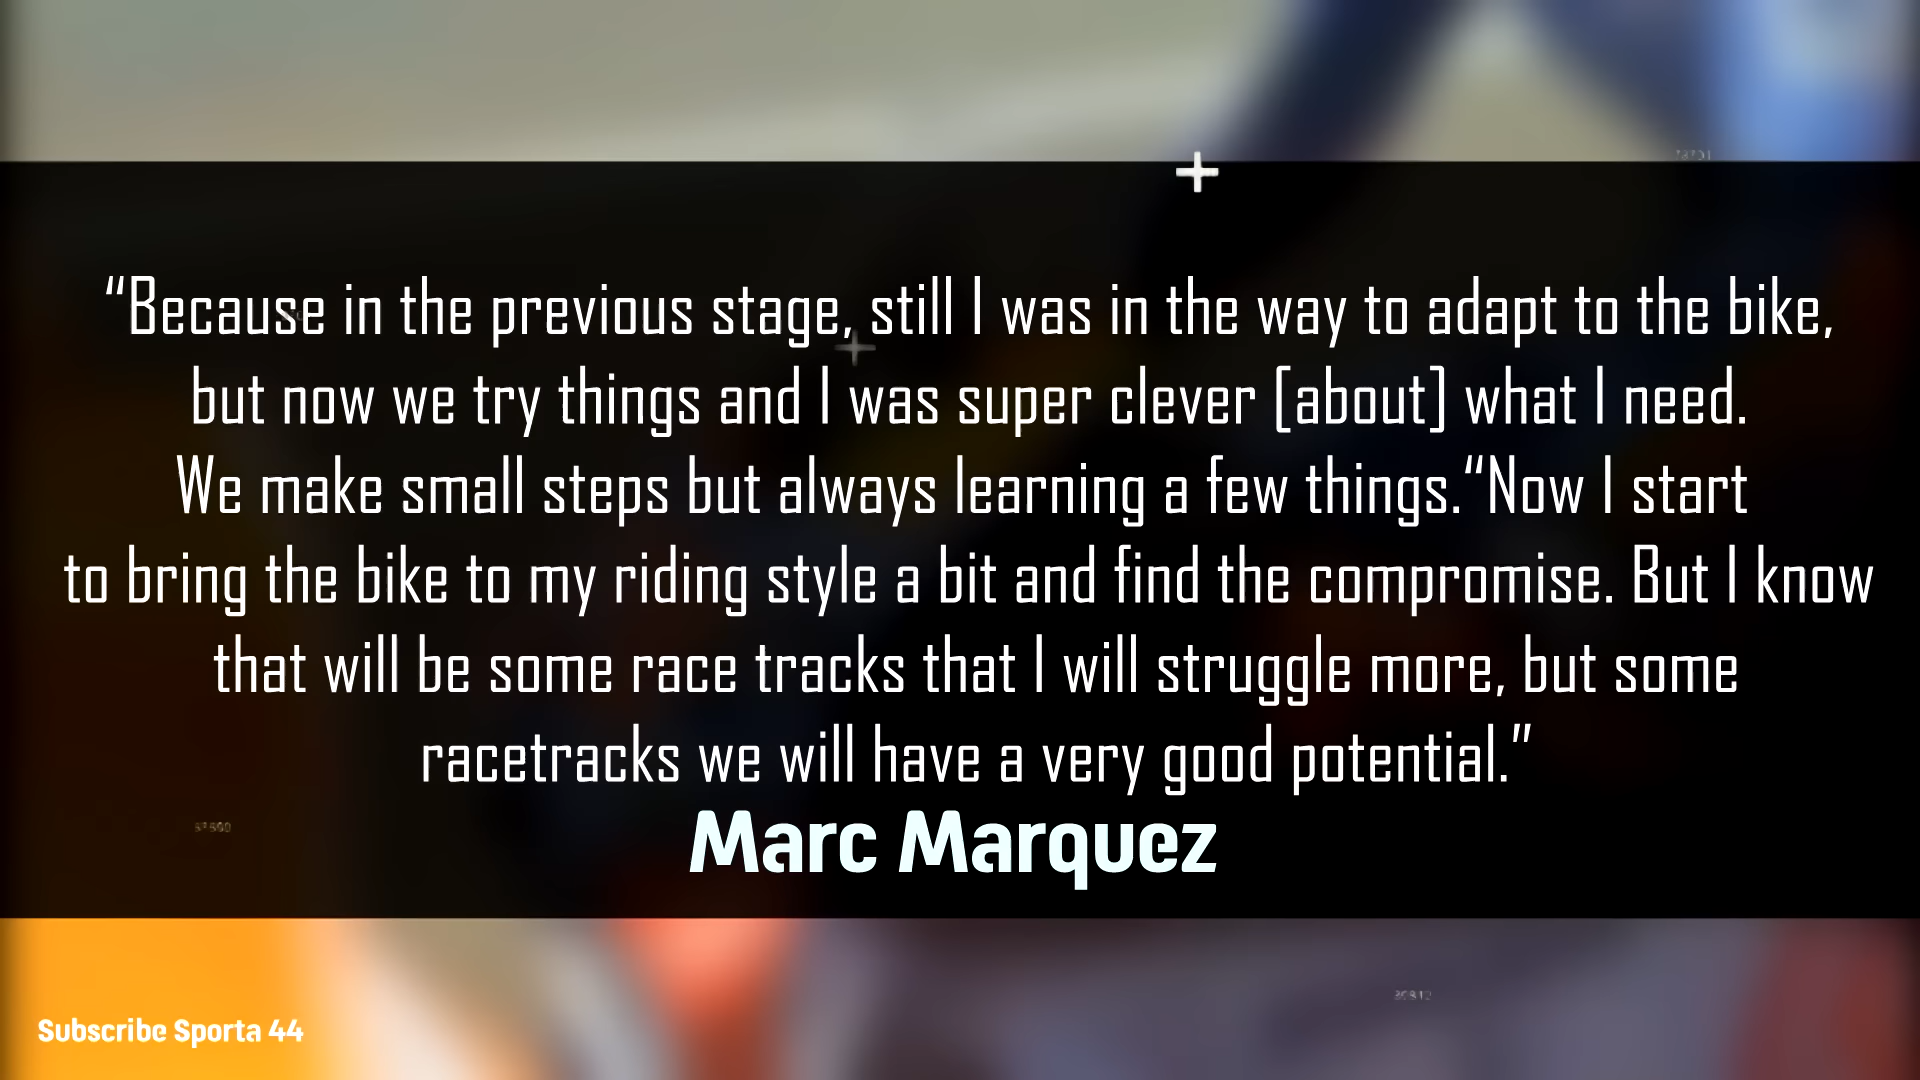 “Because in the previous stage, still I was in the way to adapt to the bike,
but now we try things and I was super clever [about] what I need.
We make small steps but always learning a few things.“Now I start
to bring the bike to my riding style a bit and find the compromise. But I know
that will be some race tracks that I will struggle more, but some
racetracks we will have a very good potential.”
Marc Marquez
Subscribe Sporta 44